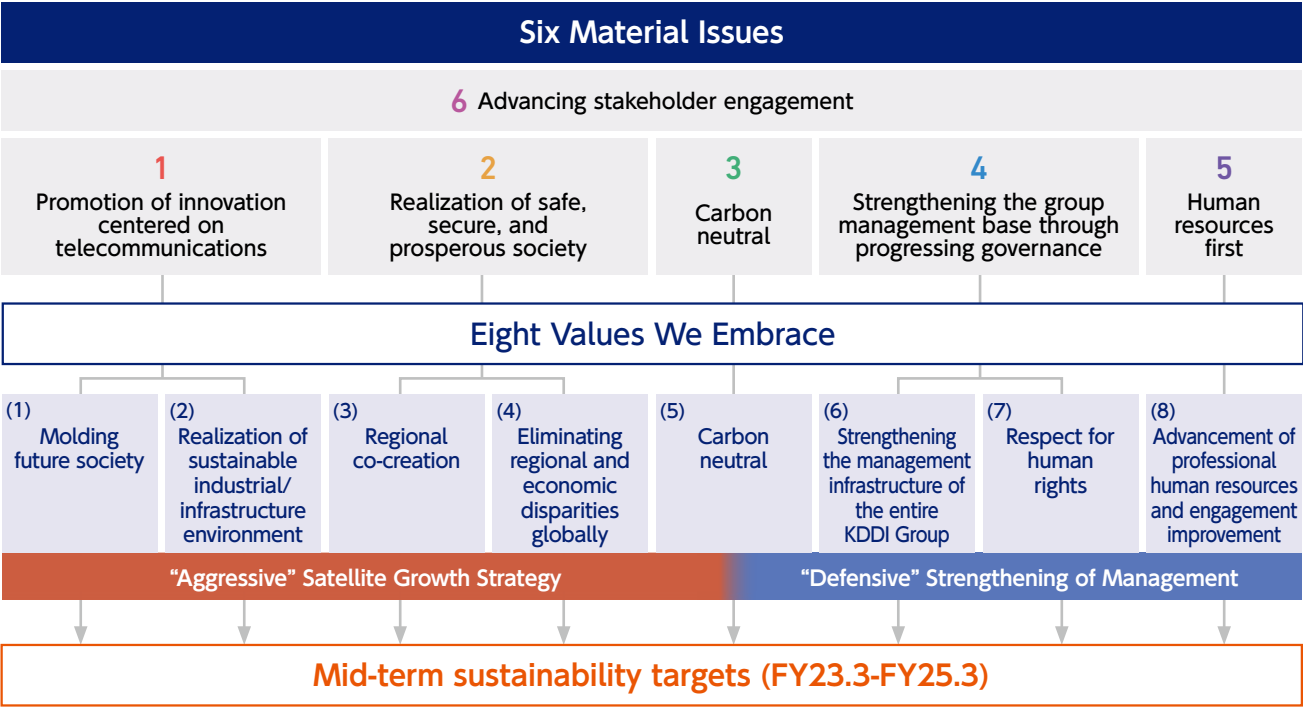 Six Material Issues
6 Advancing stakeholder engagement
1
Promotion of innovation
centered on
telecommunications
2
Realization of safe,
secure, and
prosperous society
3
Carbon
neutral
4
Strengthening the group
management base through
progressing governance
5
Human
resources
first
Eight Values We Embrace
(1)
Molding
future society
(2)
Realization of
sustainable
industrial/
infrastructure
environment
(3)
Regional
co-creation
(4)
Eliminating
regional and
economic
disparities
globally
(5)
Carbon
neutral
(6)
Strengthening
the management
infrastructure of
the entire
KDDI Group
(7)
Respect for
human
rights
(8)
Advancement of
professional
human resources
and engagement
improvement
“Aggressive” Satellite Growth Strategy
“Defensive” Strengthening of Management
Mid-term sustainability targets (FY23.3-FY25.3)